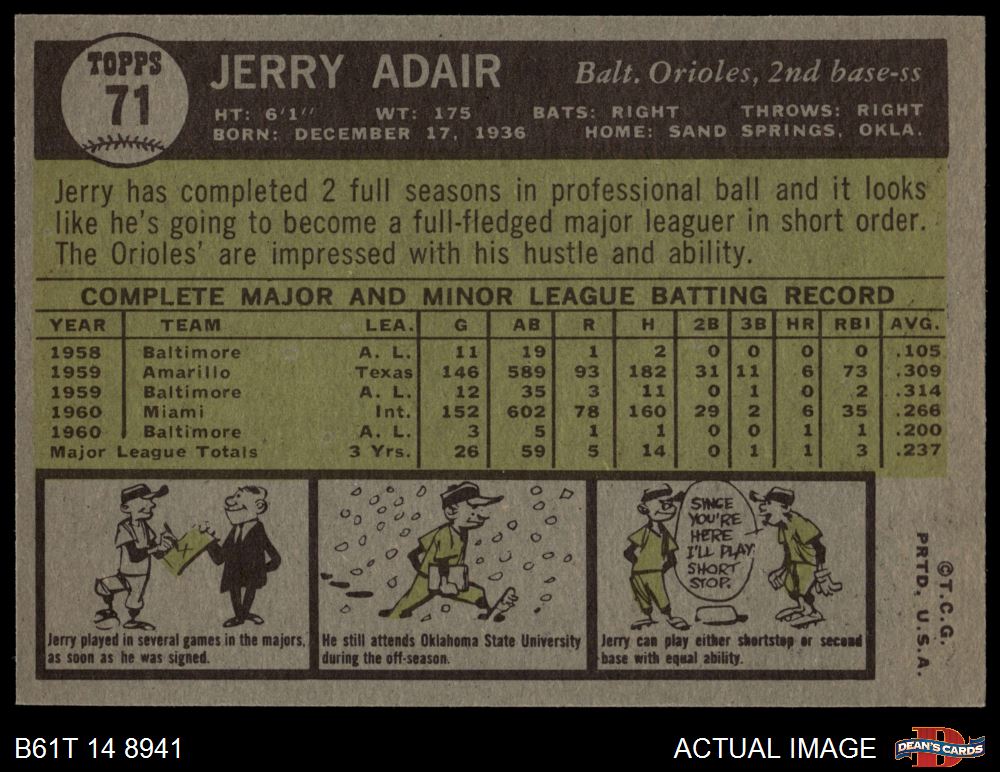 TOPPS
71
JERRY ADAIR
Balt. Orioles, 2nd base-ss
HT: 6'1" WT: 175 BATS: RIGHT THROWS: RIGHT
BORN: DECEMBER 17, 1936 HOME: SAND SPRINGS, OKLA.
Jerry has completed 2 full seasons in professional ball and it looks
like he's going to become a full-fledged major leaguer in short order.
The Orioles' are impressed with his hustle and ability.
COMPLETE MAJOR AND MINOR LEAGUE BATTING RECORD
YEAR TEAM LEA. G AB R H 2B 3B HR RBI AVG.
1958 Baltimore A. L. 11 19 1 2 0 0 0 0 .105
1959 Amarillo Texas 146 589 93 182 31 11 6 73 .309
1959 Baltimore A. L. 12 35 3 11 0 1 0 2 .314
1960 Miami Int. 152 602 78 160 29 2 6 35 .266
1960 Baltimore A. L. 3 5 1 1 0 0 1 1 .200
Major League Totals 3 Yrs. 26 59 5 14 0 1 1 3 .237
X
SINCE
YOU'RE
HERE
I'LL PLAY
SHORT
STOP.
Jerry played in several games in the majors,
as soon as he was signed.
He still attends Oklahoma State University
during the off-season.
Jerry can play either shortstop or second
base with equal ability.
©T.C.G.
PRTD. U.S.A.
B61T 14 8941
ACTUAL IMAGE
D
DEAN'S CARDS